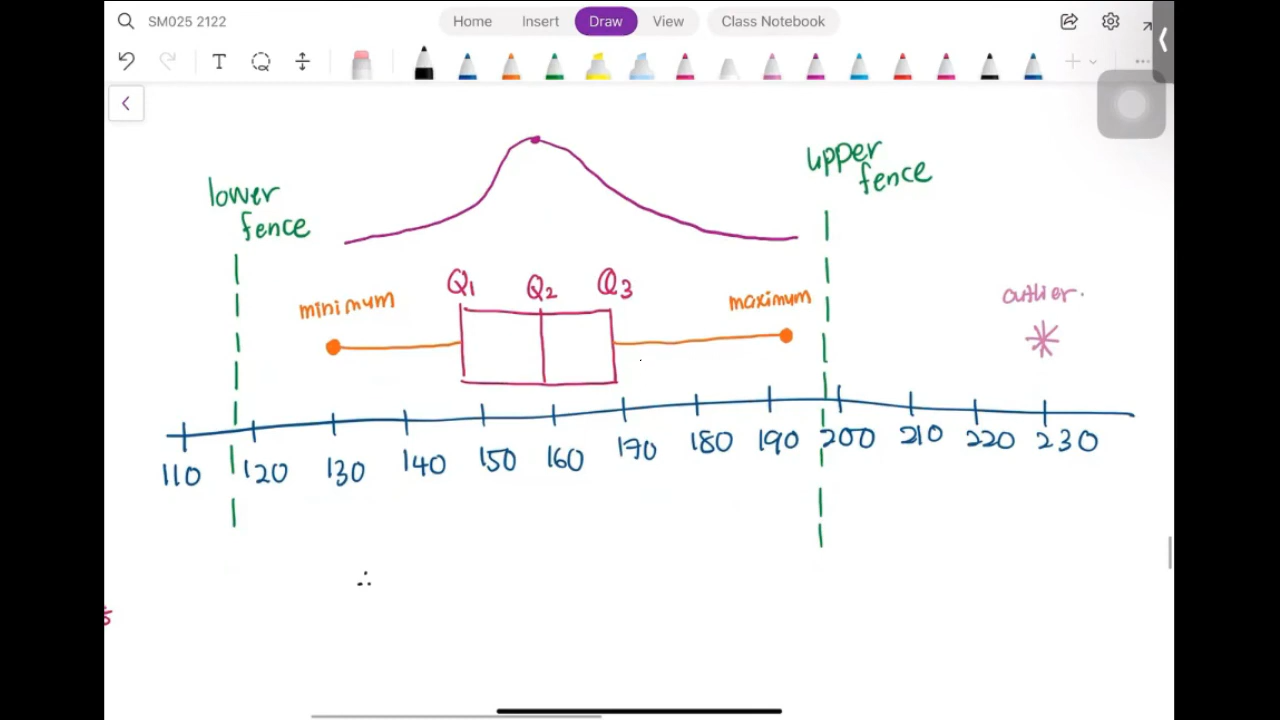 SM025 2122
Home Insert Draw View Class Notebook
T
lower
fence
upper
fence
Q1 Q2 Q3
minimum
maximum
outlier.
110 120 130 140 150 160 170 180 190 200 210 220 230
∴